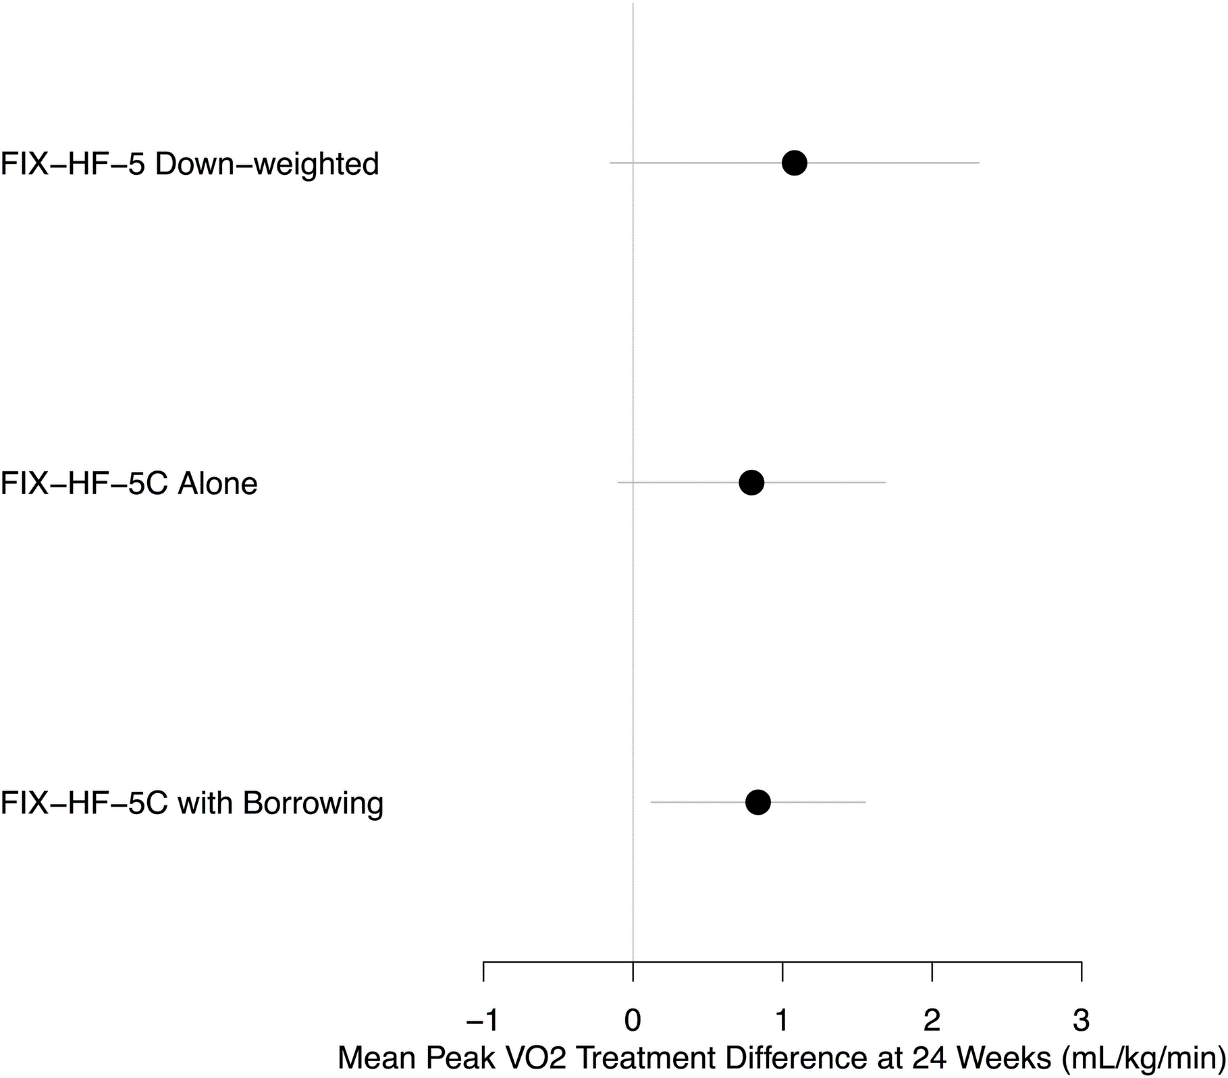 FIX−HF−5 Down−weighted
FIX−HF−5C Alone
FIX−HF−5C with Borrowing
−1 0 1 2 3
Mean Peak VO2 Treatment Difference at 24 Weeks (mL/kg/min)